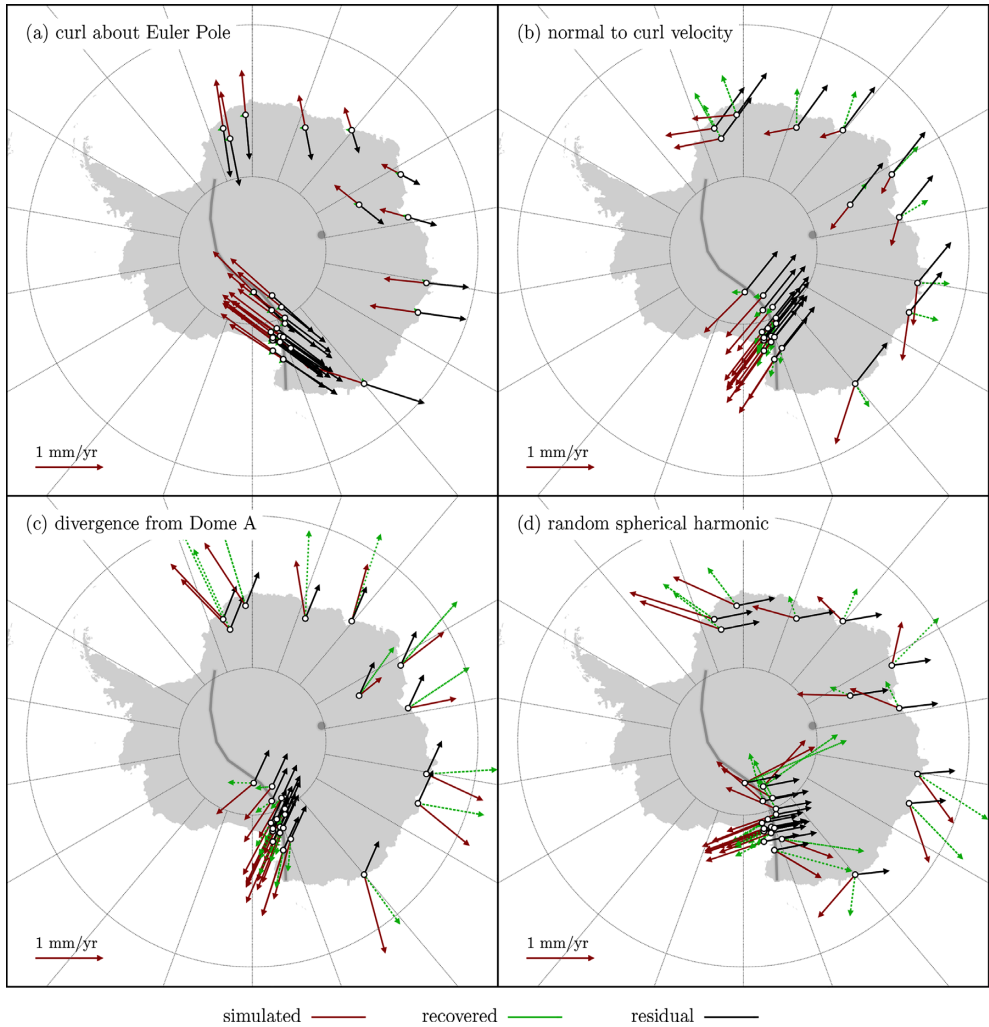 (a) curl about Euler Pole
(b) normal to curl velocity
1 mm/yr
1 mm/yr
(c) divergence from Dome A
(d) random spherical harmonic
1 mm/yr
1 mm/yr
simulated recovered residual